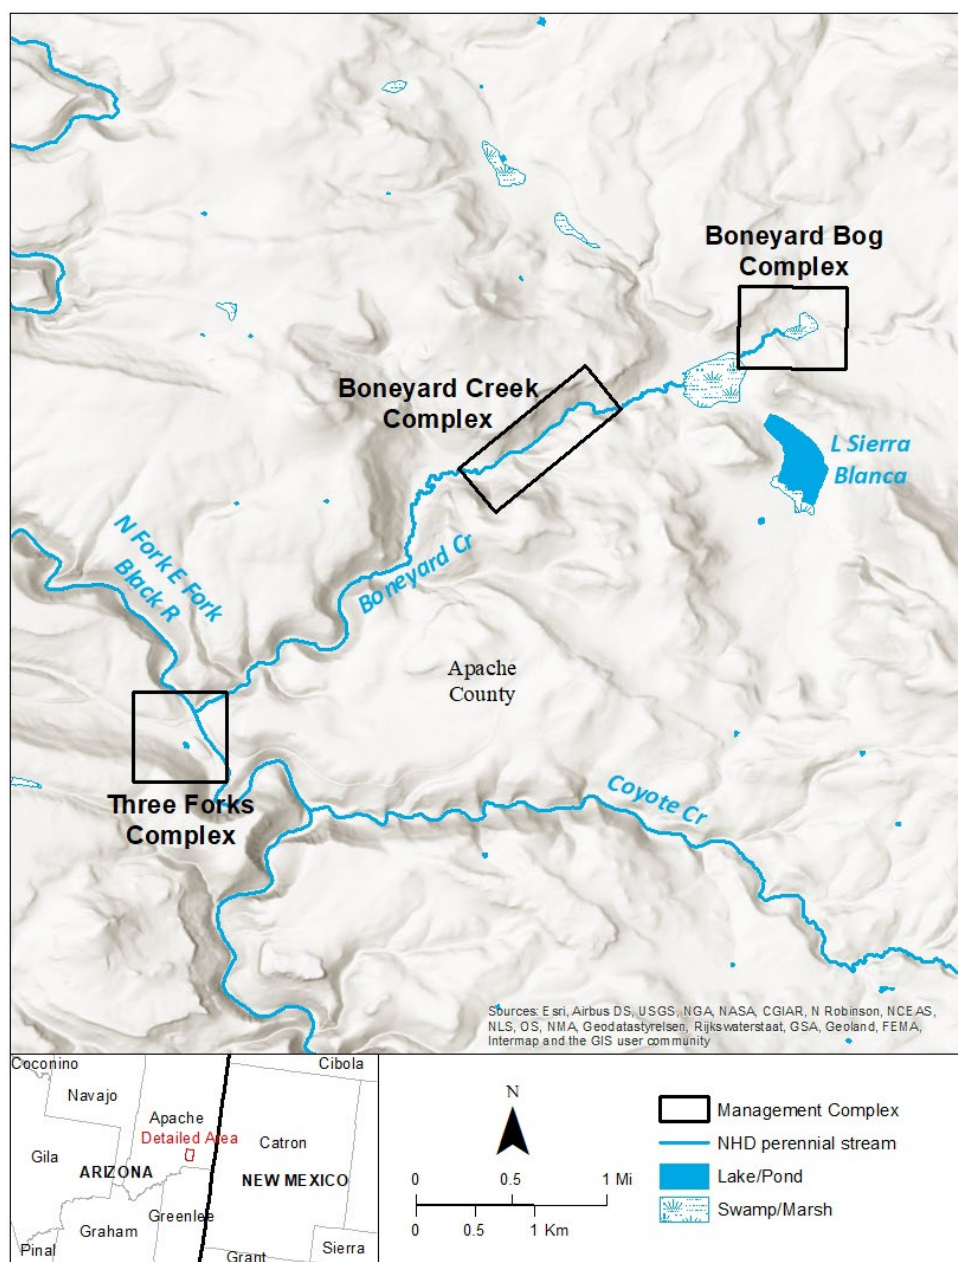 Boneyard Bog
Complex
Boneyard Creek
Complex
L Sierra
Blanca
N Fork E Fork
Black R
Boneyard Cr
Apache
County
Three Forks
Complex
Coyote Cr
Sources: Esri, Airbus DS, USGS, NGA, NASA, CGIAR, N Robinson, NCEAS,
NLS, OS, NMA, Geodatastyrelsen, Rijkswaterstaat, GSA, Geoland, FEMA,
Intermap and the GIS user community
Coconino
Cibola
Navajo
Apache
Detailed Area
Catron
Gila
ARIZONA
NEW MEXICO
Greenlee
Graham
Pinal
Grant
Sierra
N
0 0.5 1 Mi
0 0.5 1 Km
Management Complex
NHD perennial stream
Lake/Pond
Swamp/Marsh